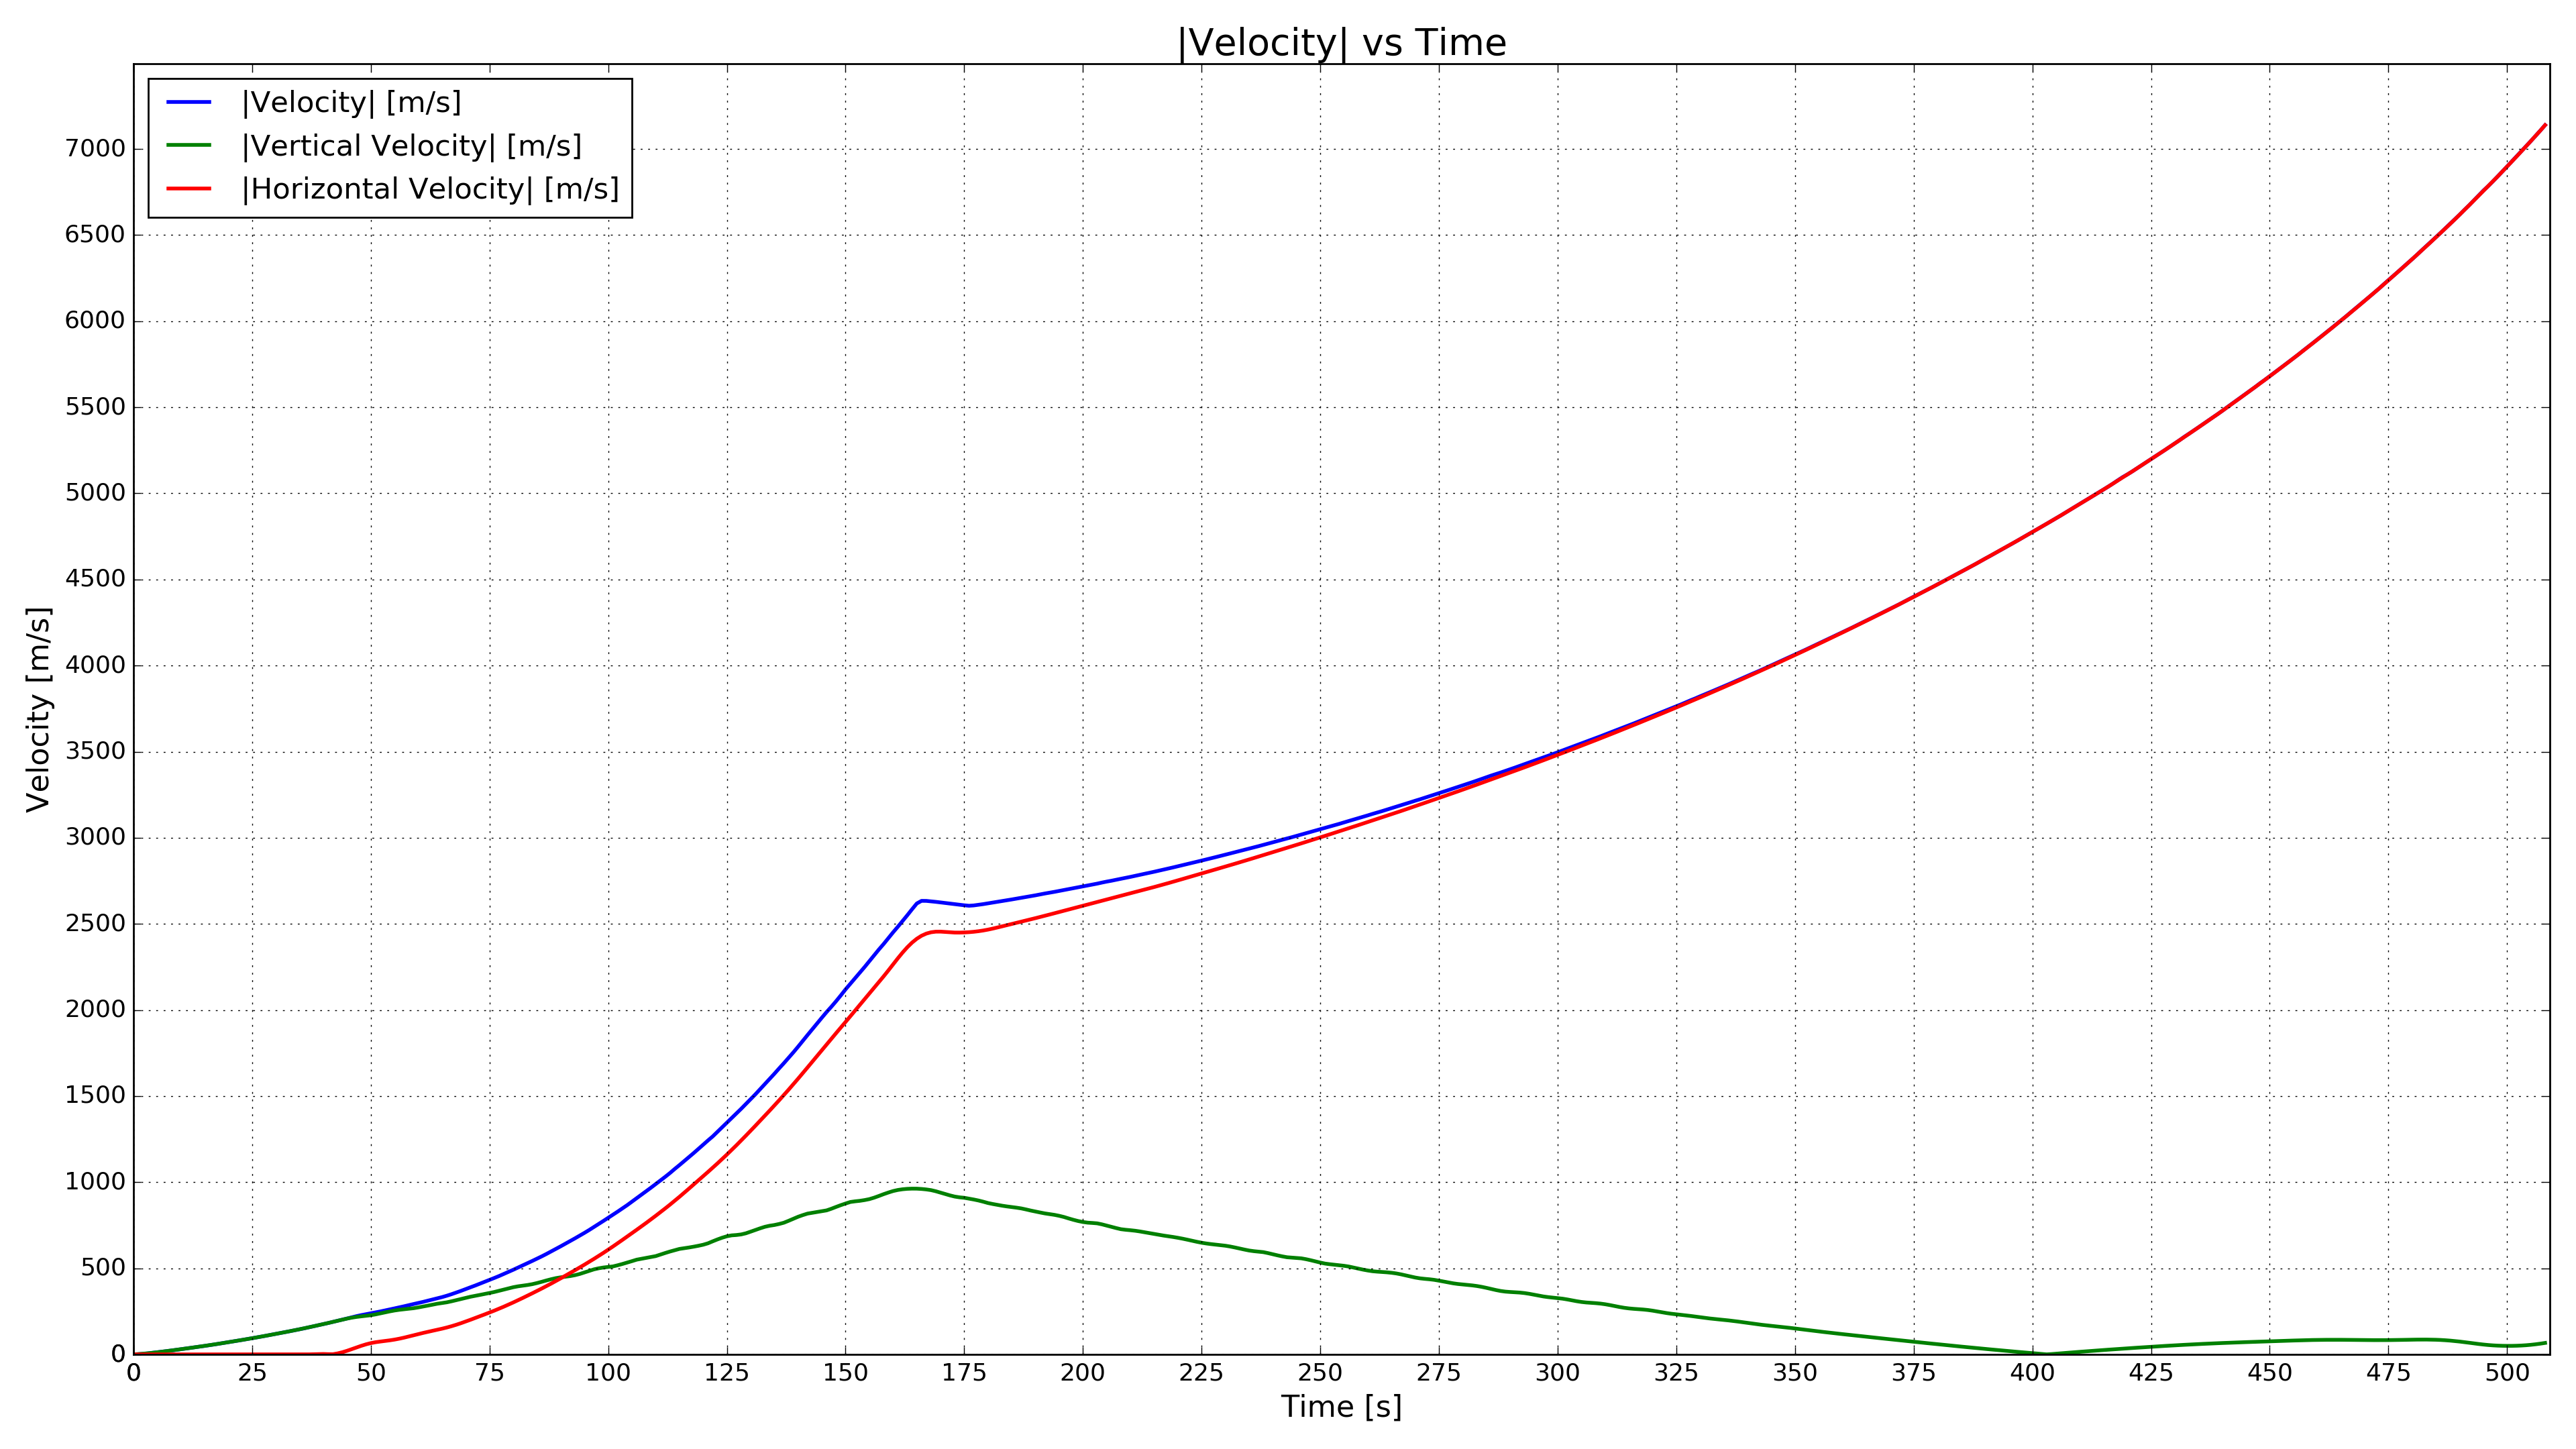 |Velocity| vs Time
|Velocity| [m/s]
|Vertical Velocity| [m/s]
|Horizontal Velocity| [m/s]
7000
6500
6000
5500
5000
4500
4000
3500
3000
2500
2000
1500
1000
500
0
Velocity [m/s]
0 25 50 75 100 125 150 175 200 225 250 275 300 325 350 375 400 425 450 475 500
Time [s]